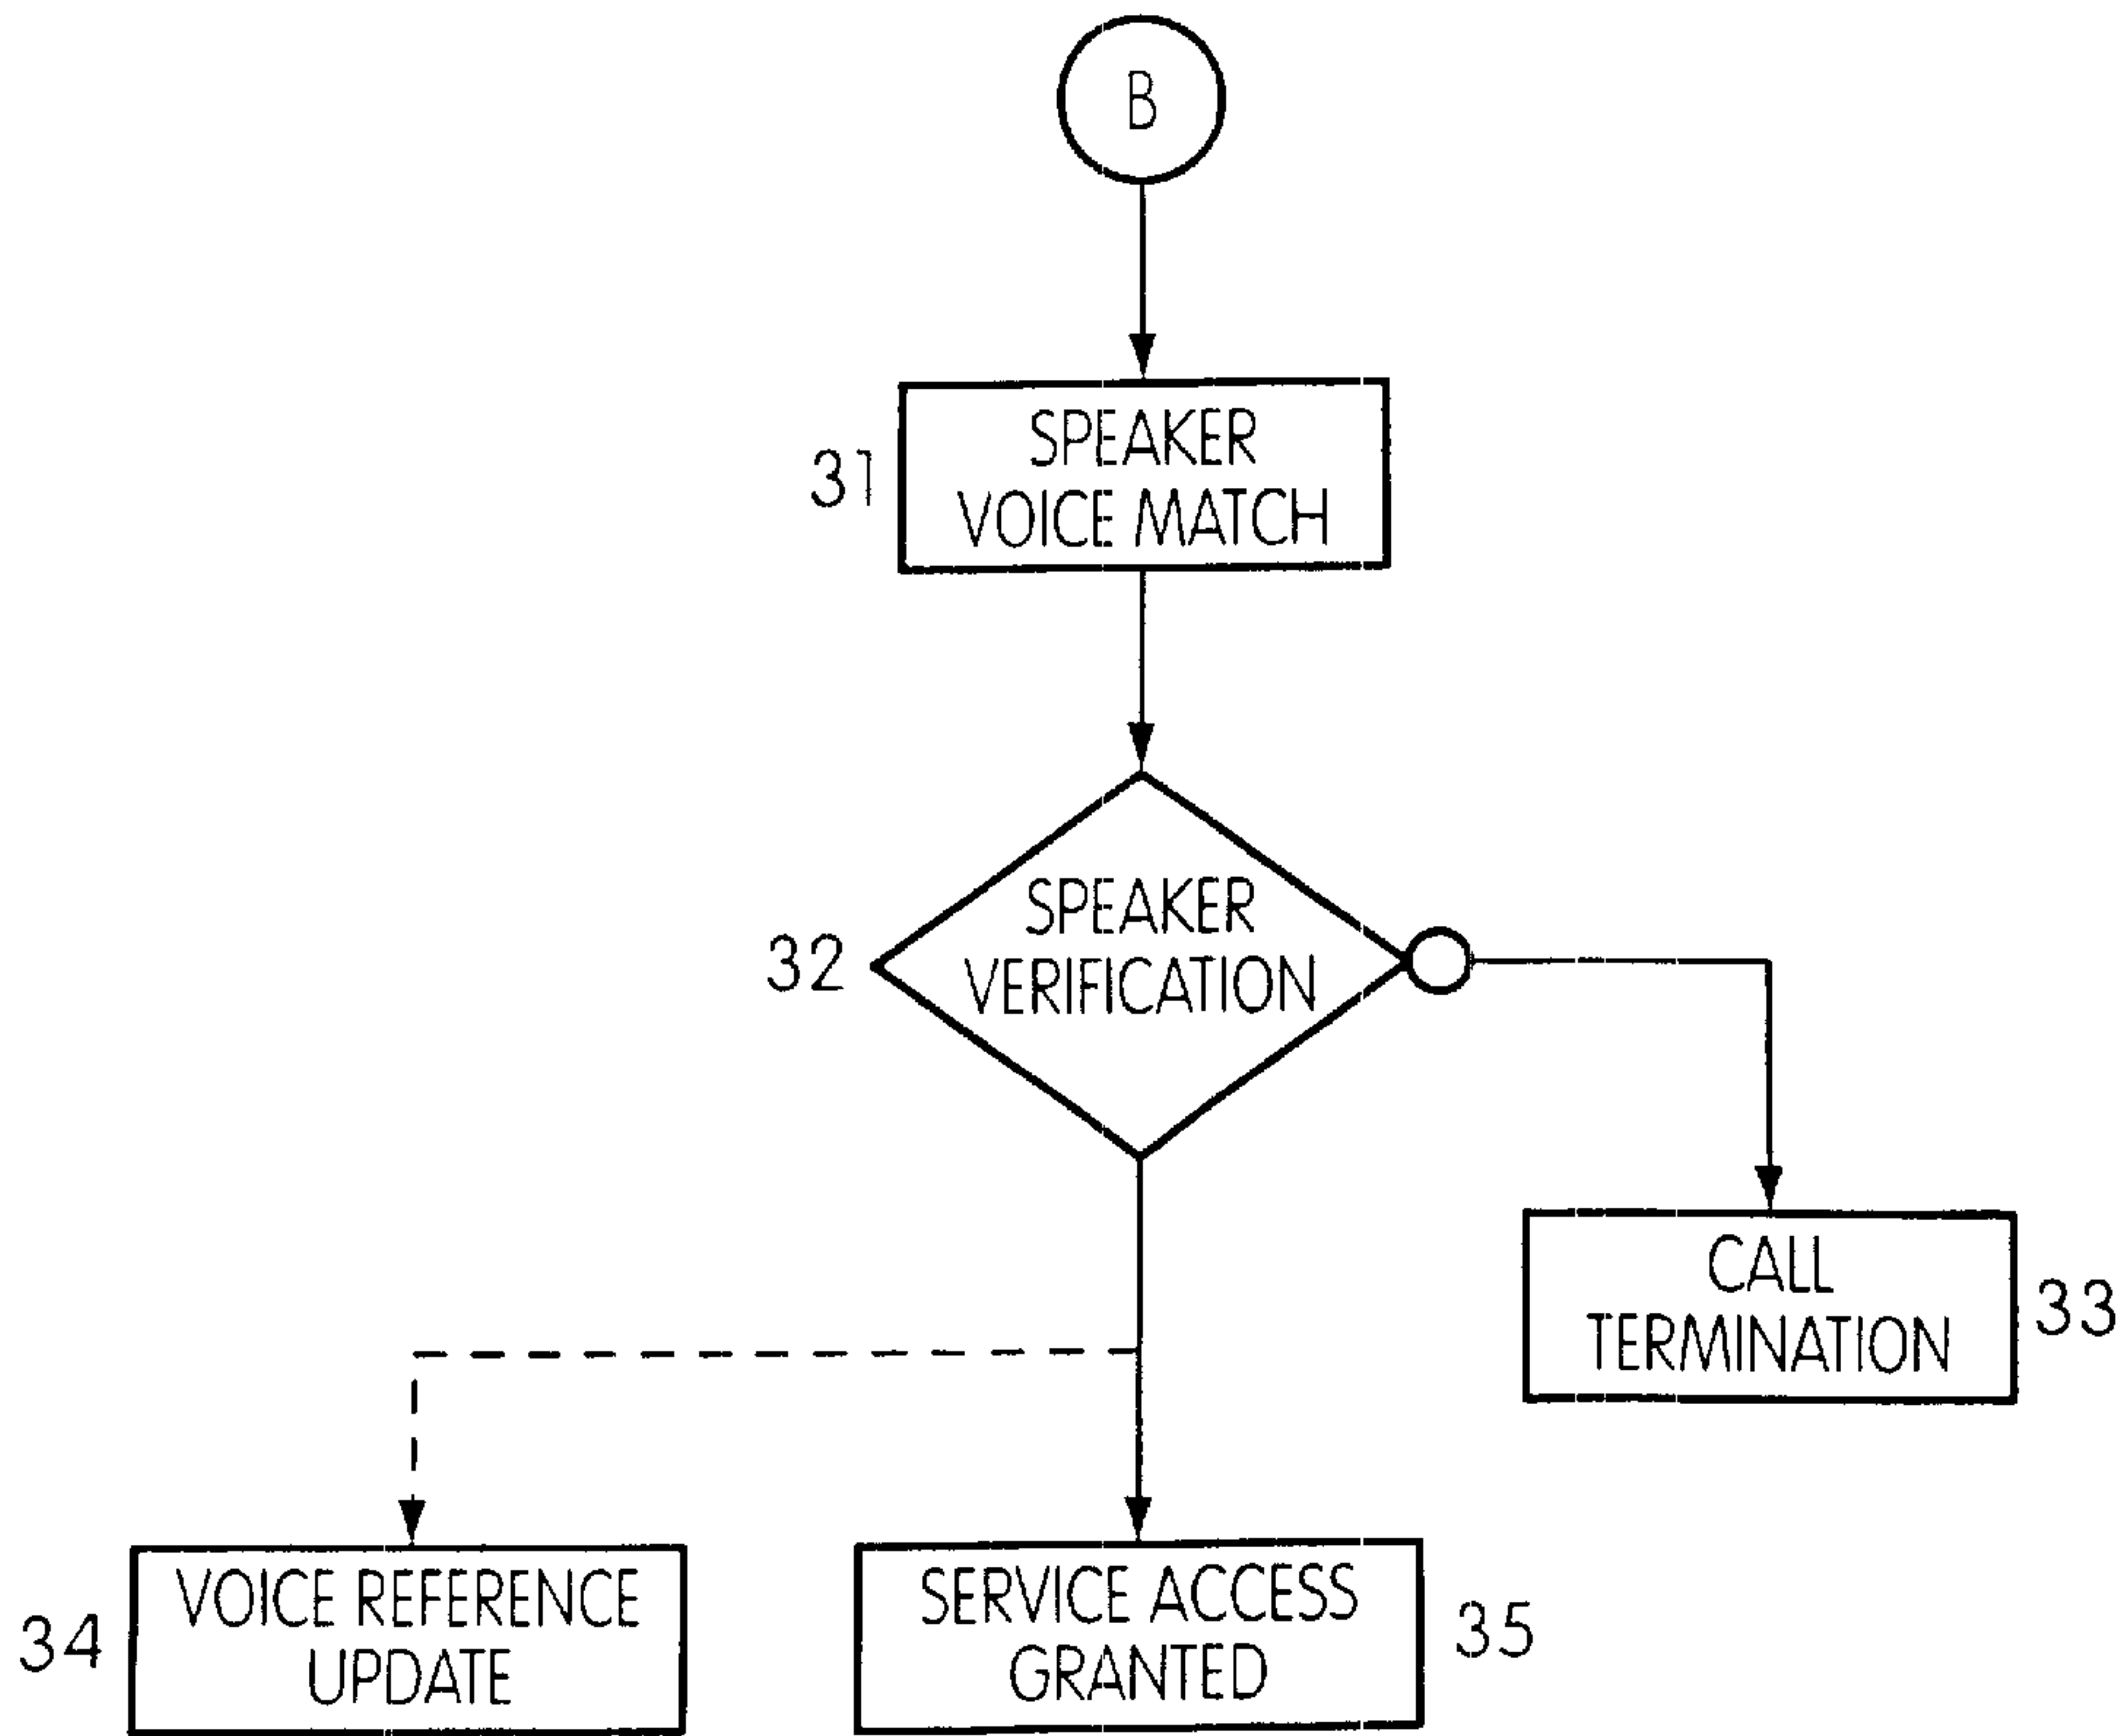 B
31
SPEAKER
VOICE MATCH
32
SPEAKER
VERIFICATION
CALL
TERMINATION
33
34
VOICE REFERENCE
UPDATE
SERVICE ACCESS
GRANTED
35